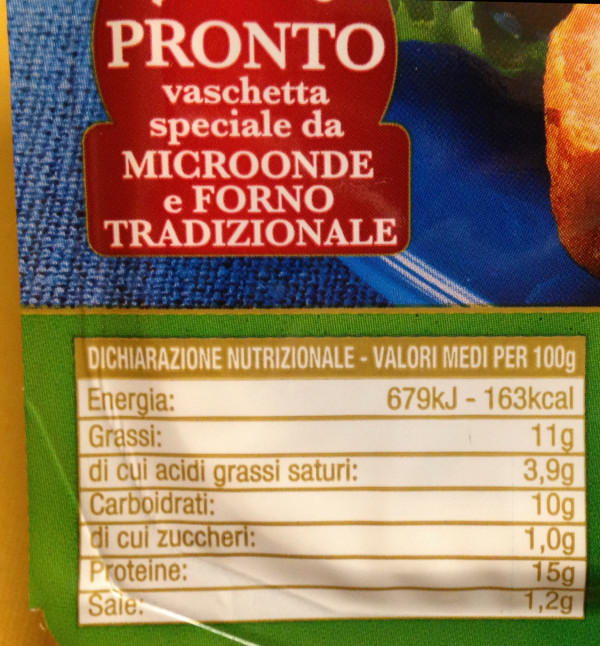 PRONTO
vaschetta
speciale da
MICROONDE
e FORNO
TRADIZIONALE
DICHIARAZIONE NUTRIZIONALE - VALORI MEDI PER 100g
Energia: 679kJ - 163kcal
Grassi: 11g
di cui acidi grassi saturi: 3,9g
Carboidrati: 10g
di cui zuccheri: 1,0g
Proteine: 15g
Sale: 1,2g